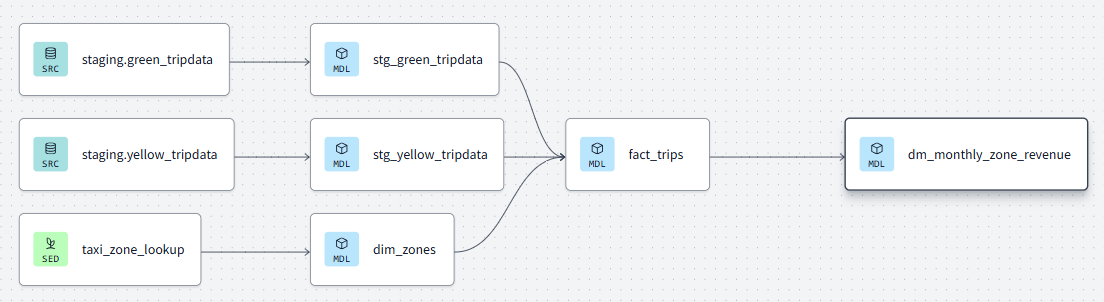 staging.green_tripdata
SRC
stg_green_tripdata
MDL
staging.yellow_tripdata
SRC
stg_yellow_tripdata
MDL
fact_trips
MDL
dm_monthly_zone_revenue
MDL
taxi_zone_lookup
SED
dim_zones
MDL